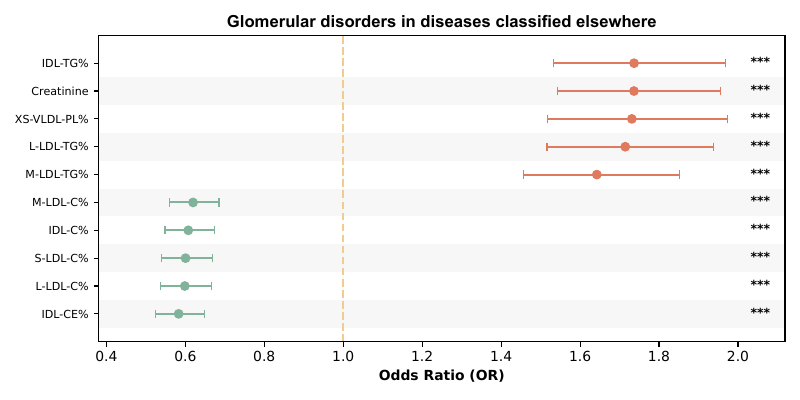 Glomerular disorders in diseases classified elsewhere
IDL-TG% ***
Creatinine ***
XS-VLDL-PL% ***
L-LDL-TG% ***
M-LDL-TG% ***
M-LDL-C% ***
IDL-C% ***
S-LDL-C% ***
L-LDL-C% ***
IDL-CE% ***
0.4 0.6 0.8 1.0 1.2 1.4 1.6 1.8 2.0
Odds Ratio (OR)